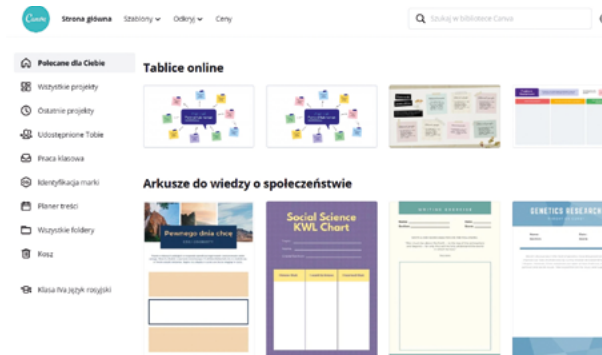 Canva
Strona główna
Szablony
Odkryj
Ceny
Szukaj w bibliotece Canva
Polecane dla Ciebie
Wszystkie projekty
Ostatnie projekty
Udostępnione Tobie
Praca klasowa
Identyfikacja marki
Planer treści
Wszystkie foldery
Kosz
Klasa IVa Język rosyjski
Tablice online
Arkusze do wiedzy o społeczeństwie
Pewnego dnia chcę
Social Science
KWL Chart
WRITING EXERCISE
GENETICS RESEARCH